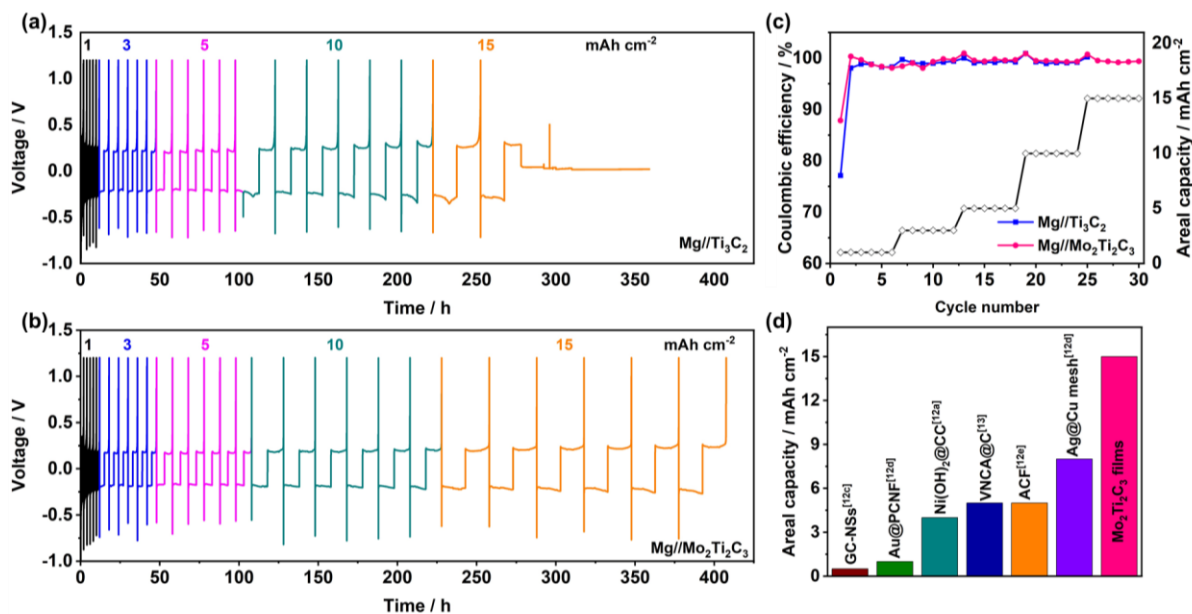 (a)
1.5
1.0
0.5
0.0
-0.5
-1.0
Voltage / V
1 3 5 10 15 mAh cm-2
Mg//Ti3C2
0 50 100 150 200 250 300 350 400
Time / h
(b)
1.5
1.0
0.5
0.0
-0.5
-1.0
Voltage / V
1 3 5 10 15 mAh cm-2
Mg//Mo2Ti2C3
0 50 100 150 200 250 300 350 400
Time / h
(c)
100
90
80
70
60
Coulombic efficiency / %
20
15
10
5
0
Areal capacity / mAh cm-2
Mg//Ti3C2
Mg//Mo2Ti2C3
0 5 10 15 20 25 30
Cycle number
(d)
15
12
9
6
3
0
Areal capacity / mAh cm-2
GC-NSs[12c]
Au@PCNF[12d]
Ni(OH)2@CC[12a]
VNCA@C[13]
ACF[12e]
Ag@Cu mesh[12d]
Mo2Ti2C3 films